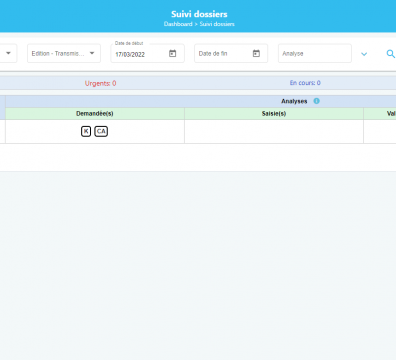 Suivi dossiers
Dashboard > Suivi dossiers
Edition - Transmis...
Date de début
17/03/2022
Date de fin
Analyse
Urgents: 0
En cours: 0
Analyses
Demandée(s)
Saisie(s)
Val
K
CA